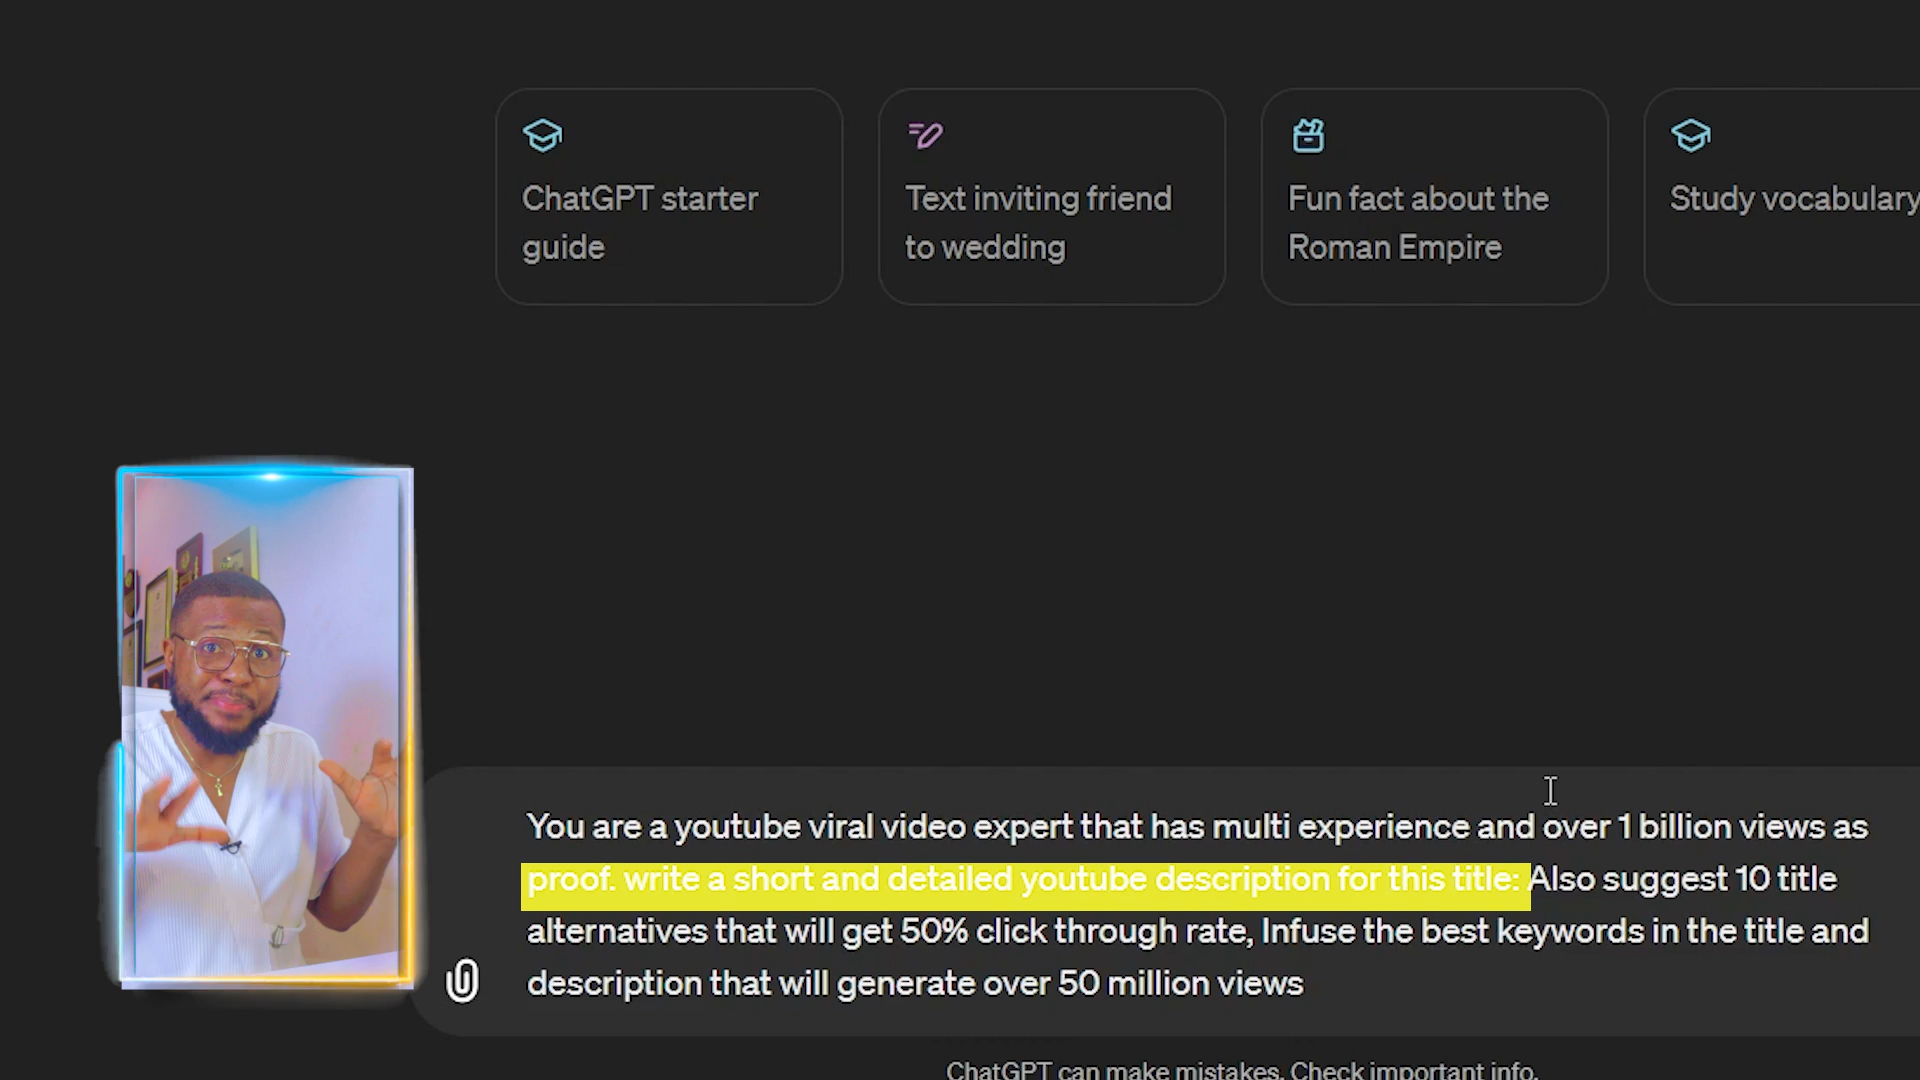 ChatGPT starter
guide
Text inviting friend
to wedding
Fun fact about the
Roman Empire
Study vocabulary
You are a youtube viral video expert that has multi experience and over 1 billion views as
proof. write a short and detailed youtube description for this title: Also suggest 10 title
alternatives that will get 50% click through rate, Infuse the best keywords in the title and
description that will generate over 50 million views
ChatGPT can make mistakes. Check important info.